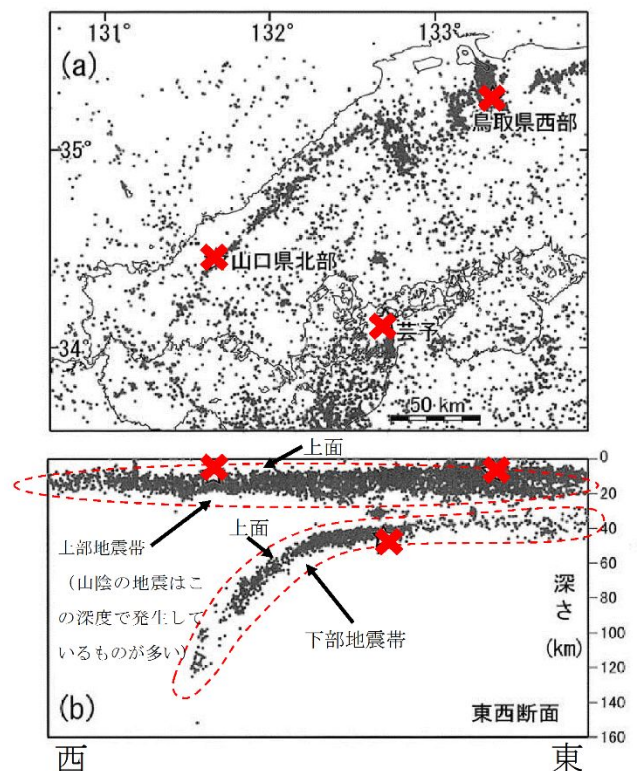 131°
132°
133°
(a)
鳥取県西部
35°
山口県北部
芸予
34°
50 km
上面
0
20
40
60
80
100
120
140
160
上部地震帯
(山陰の地震はこ
の深度で発生して
いるものが多い)
上面
下部地震帯
深さ
(km)
(b)
東西断面
西
東